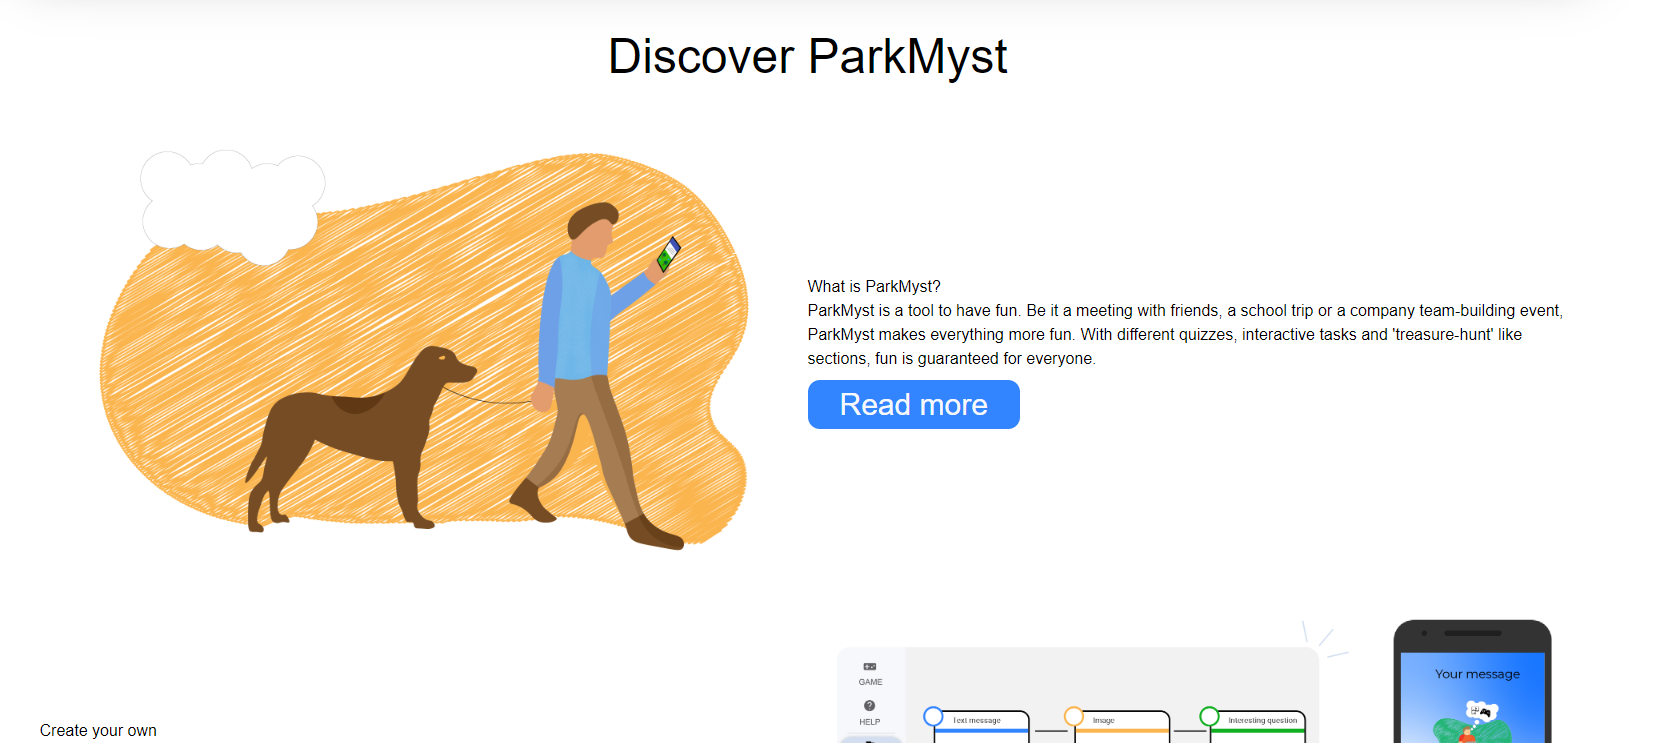 Discover ParkMyst
What is ParkMyst?
ParkMyst is a tool to have fun. Be it a meeting with friends, a school trip or a company team-building event,
ParkMyst makes everything more fun. With different quizzes, interactive tasks and 'treasure-hunt' like
sections, fun is guaranteed for everyone.
Read more
Your message
GAME
HELP
Text message
Image
Interesting question
Create your own